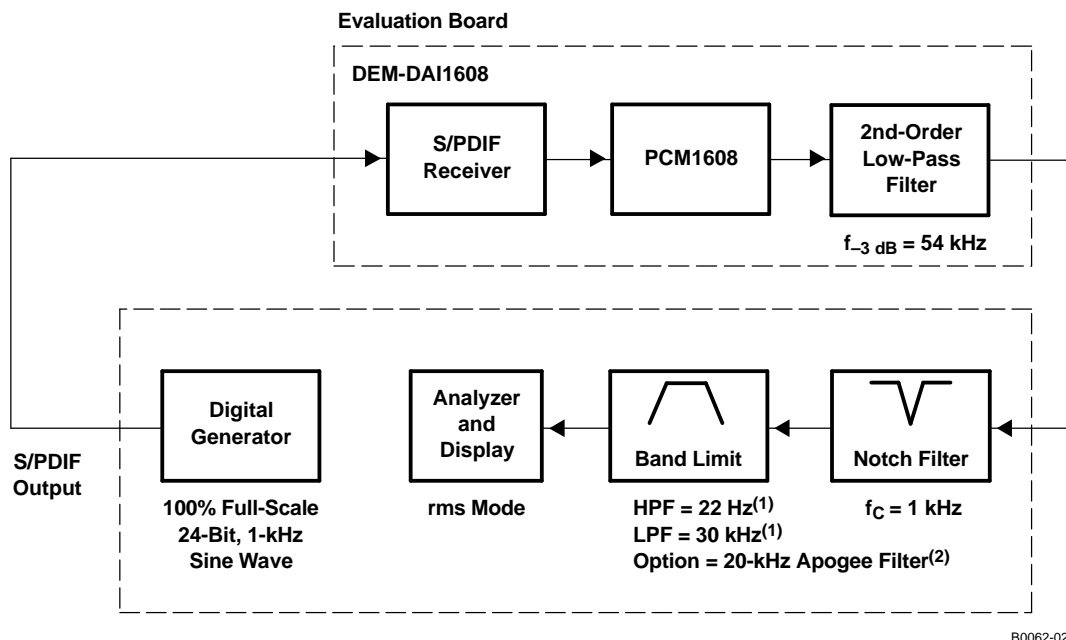 Evaluation Board
DEM-DAI1608
S/PDIF
Receiver
PCM1608
2nd-Order
Low-Pass
Filter
f–3 dB = 54 kHz
Digital
Generator
Analyzer
and
Display
Band Limit
Notch Filter
S/PDIF
Output
100% Full-Scale
24-Bit, 1-kHz
Sine Wave
rms Mode
HPF = 22 Hz(1)
LPF = 30 kHz(1)
Option = 20-kHz Apogee Filter(2)
fC = 1 kHz
B0062-02